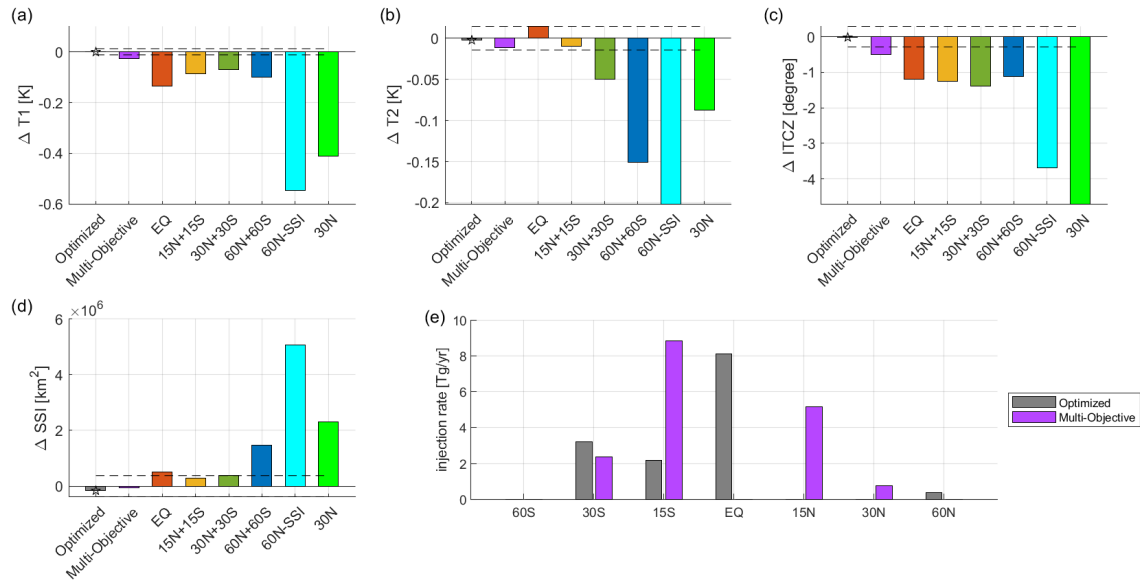 (a)
Δ T1 [K]
0
-0.2
-0.4
-0.6
Optimized
Multi-Objective
EQ
15N+15S
30N+30S
60N+60S
60N-SSI
30N
(b)
Δ T2 [K]
0
-0.05
-0.1
-0.15
-0.2
Optimized
Multi-Objective
EQ
15N+15S
30N+30S
60N+60S
60N-SSI
30N
(c)
Δ ITCZ [degree]
0
-1
-2
-3
-4
Optimized
Multi-Objective
EQ
15N+15S
30N+30S
60N+60S
60N-SSI
30N
(d)
×10⁶
Δ SSI [km²]
6
4
2
0
Optimized
Multi-Objective
EQ
15N+15S
30N+30S
60N+60S
60N-SSI
30N
(e)
injection rate [Tg/yr]
10
8
6
4
2
0
60S 30S 15S EQ 15N 30N 60N
Optimized
Multi-Objective